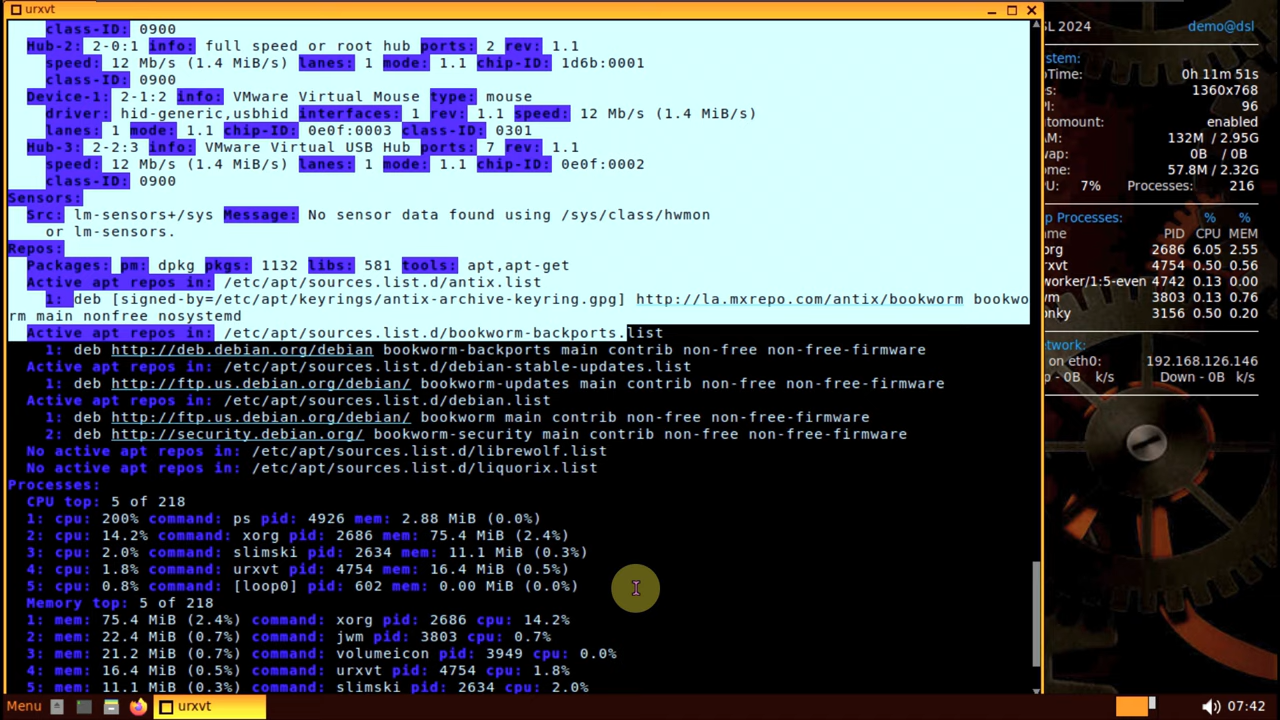 urxvt
class-ID: 0900
Hub-2: 2-0:1 info: full speed or root hub ports: 2 rev: 1.1
speed: 12 Mb/s (1.4 MiB/s) lanes: 1 mode: 1.1 chip-ID: 1d6b:0001
class-ID: 0900
Device-1: 2-1:2 info: VMware Virtual Mouse type: mouse
driver: hid-generic,usbhid interfaces: 1 rev: 1.1 speed: 12 Mb/s (1.4 MiB/s)
lanes: 1 mode: 1.1 chip-ID: 0e0f:0003 class-ID: 0301
Hub-3: 2-2:3 info: VMware Virtual USB Hub ports: 7 rev: 1.1
speed: 12 Mb/s (1.4 MiB/s) lanes: 1 mode: 1.1 chip-ID: 0e0f:0002
class-ID: 0900
Sensors:
Src: lm-sensors+/sys Message: No sensor data found using /sys/class/hwmon
or lm-sensors.
Repos:
Packages: pm: dpkg pkgs: 1132 libs: 581 tools: apt,apt-get
Active apt repos in: /etc/apt/sources.list.d/antix.list
1: deb [signed-by=/etc/apt/keyrings/antix-archive-keyring.gpg] http://la.mxrepo.com/antix/bookworm bookwo
rm main nonfree nosystemd
Active apt repos in: /etc/apt/sources.list.d/bookworm-backports.list
1: deb http://deb.debian.org/debian bookworm-backports main contrib non-free non-free-firmware
Active apt repos in: /etc/apt/sources.list.d/debian-stable-updates.list
1: deb http://ftp.us.debian.org/debian/ bookworm-updates main contrib non-free non-free-firmware
Active apt repos in: /etc/apt/sources.list.d/debian.list
1: deb http://ftp.us.debian.org/debian/ bookworm main contrib non-free non-free-firmware
2: deb http://security.debian.org/ bookworm-security main contrib non-free non-free-firmware
No active apt repos in: /etc/apt/sources.list.d/librewolf.list
No active apt repos in: /etc/apt/sources.list.d/liquorix.list
Processes:
CPU top: 5 of 218
1: cpu: 200% command: ps pid: 4926 mem: 2.88 MiB (0.0%)
2: cpu: 14.2% command: xorg pid: 2686 mem: 75.4 MiB (2.4%)
3: cpu: 2.0% command: slimski pid: 2634 mem: 11.1 MiB (0.3%)
4: cpu: 1.8% command: urxvt pid: 4754 mem: 16.4 MiB (0.5%)
5: cpu: 0.8% command: [loop0] pid: 602 mem: 0.00 MiB (0.0%)
Memory top: 5 of 218
1: mem: 75.4 MiB (2.4%) command: xorg pid: 2686 cpu: 14.2%
2: mem: 22.4 MiB (0.7%) command: jwm pid: 3803 cpu: 0.7%
3: mem: 21.2 MiB (0.7%) command: volumeicon pid: 3949 cpu: 0.0%
4: mem: 16.4 MiB (0.5%) command: urxvt pid: 4754 cpu: 1.8%
5: mem: 11.1 MiB (0.3%) command: slimski pid: 2634 cpu: 2.0%
SL 2024 demo@dsl
stem:
pTime: 0h 11m 51s
es: 1360x768
PI: 96
utomount: enabled
AM: 132M / 2.95G
wap: 0B / 0B
ome: 57.8M / 2.32G
PU: 7% Processes: 216
p Processes: % %
ame PID CPU MEM
org 2686 6.05 2.55
rxvt 4754 0.50 0.56
worker/1:5-even 4742 0.13 0.00
wm 3803 0.13 0.76
onky 3156 0.50 0.20
etwork:
on eth0: 192.168.126.146
p - 0B k/s Down - 0B k/s
Menu urxvt 07:42